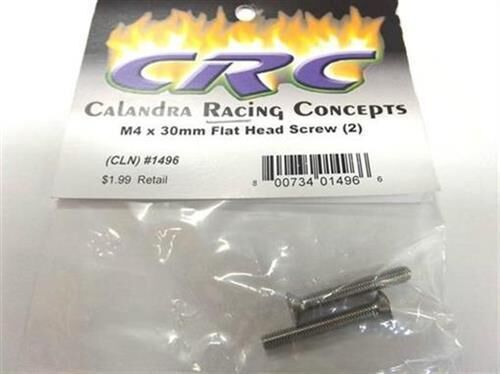 CRC
Calandra Racing Concepts
M4 x 30mm Flat Head Screw (2)
(CLN) #1496
$1.99 Retail
8 00734 01496 6